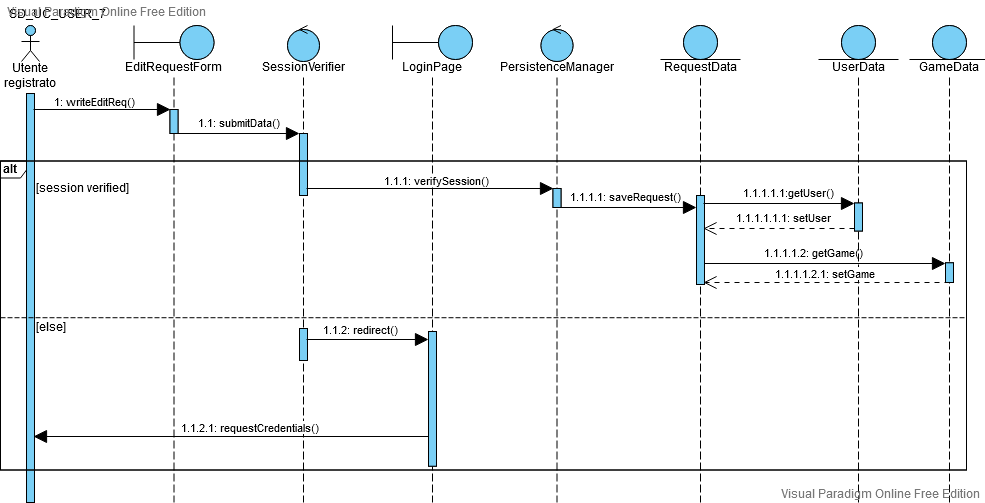 Visual Paradigm Online Free Edition
SD_UC_USER_7
Utente
registrato
EditRequestForm
SessionVerifier
LoginPage
PersistenceManager
RequestData
UserData
GameData
1: writeEditReq()
1.1: submitData()
alt
[session verified]
1.1.1: verifySession()
1.1.1.1: saveRequest()
1.1.1.1.1:getUser()
1.1.1.1.1.1: setUser
1.1.1.1.2: getGame()
1.1.1.1.2.1: setGame
[else]
1.1.2: redirect()
1.1.2.1: requestCredentials()
Visual Paradigm Online Free Edition